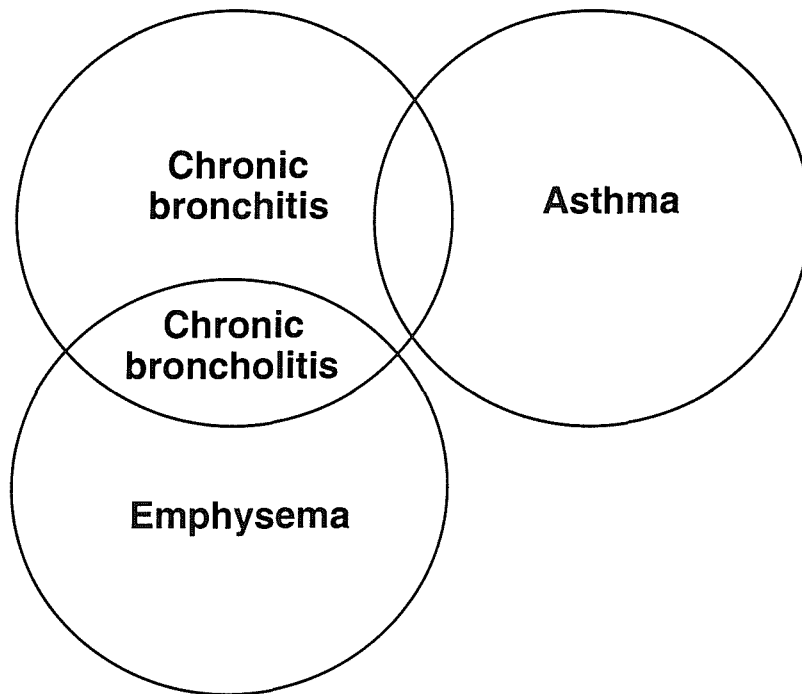 Chronic
bronchitis
Asthma
Chronic
broncholitis
Emphysema